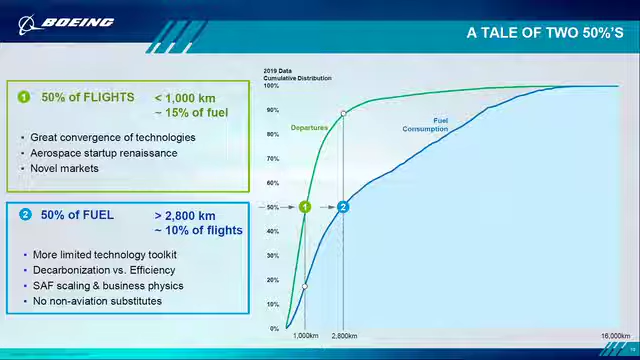 BOEING
A TALE OF TWO 50%'S
1 50% of FLIGHTS < 1,000 km
~ 15% of fuel
• Great convergence of technologies
• Aerospace startup renaissance
• Novel markets
2 50% of FUEL > 2,800 km
~ 10% of flights
• More limited technology toolkit
• Decarbonization vs. Efficiency
• SAF scaling & business physics
• No non-aviation substitutes
2019 Data
Cumulative Distribution
100%
90%
80%
70%
60%
50%
40%
30%
20%
10%
0%
Departures
Fuel
Consumption
1
2
1,000km
2,800km
16,000km